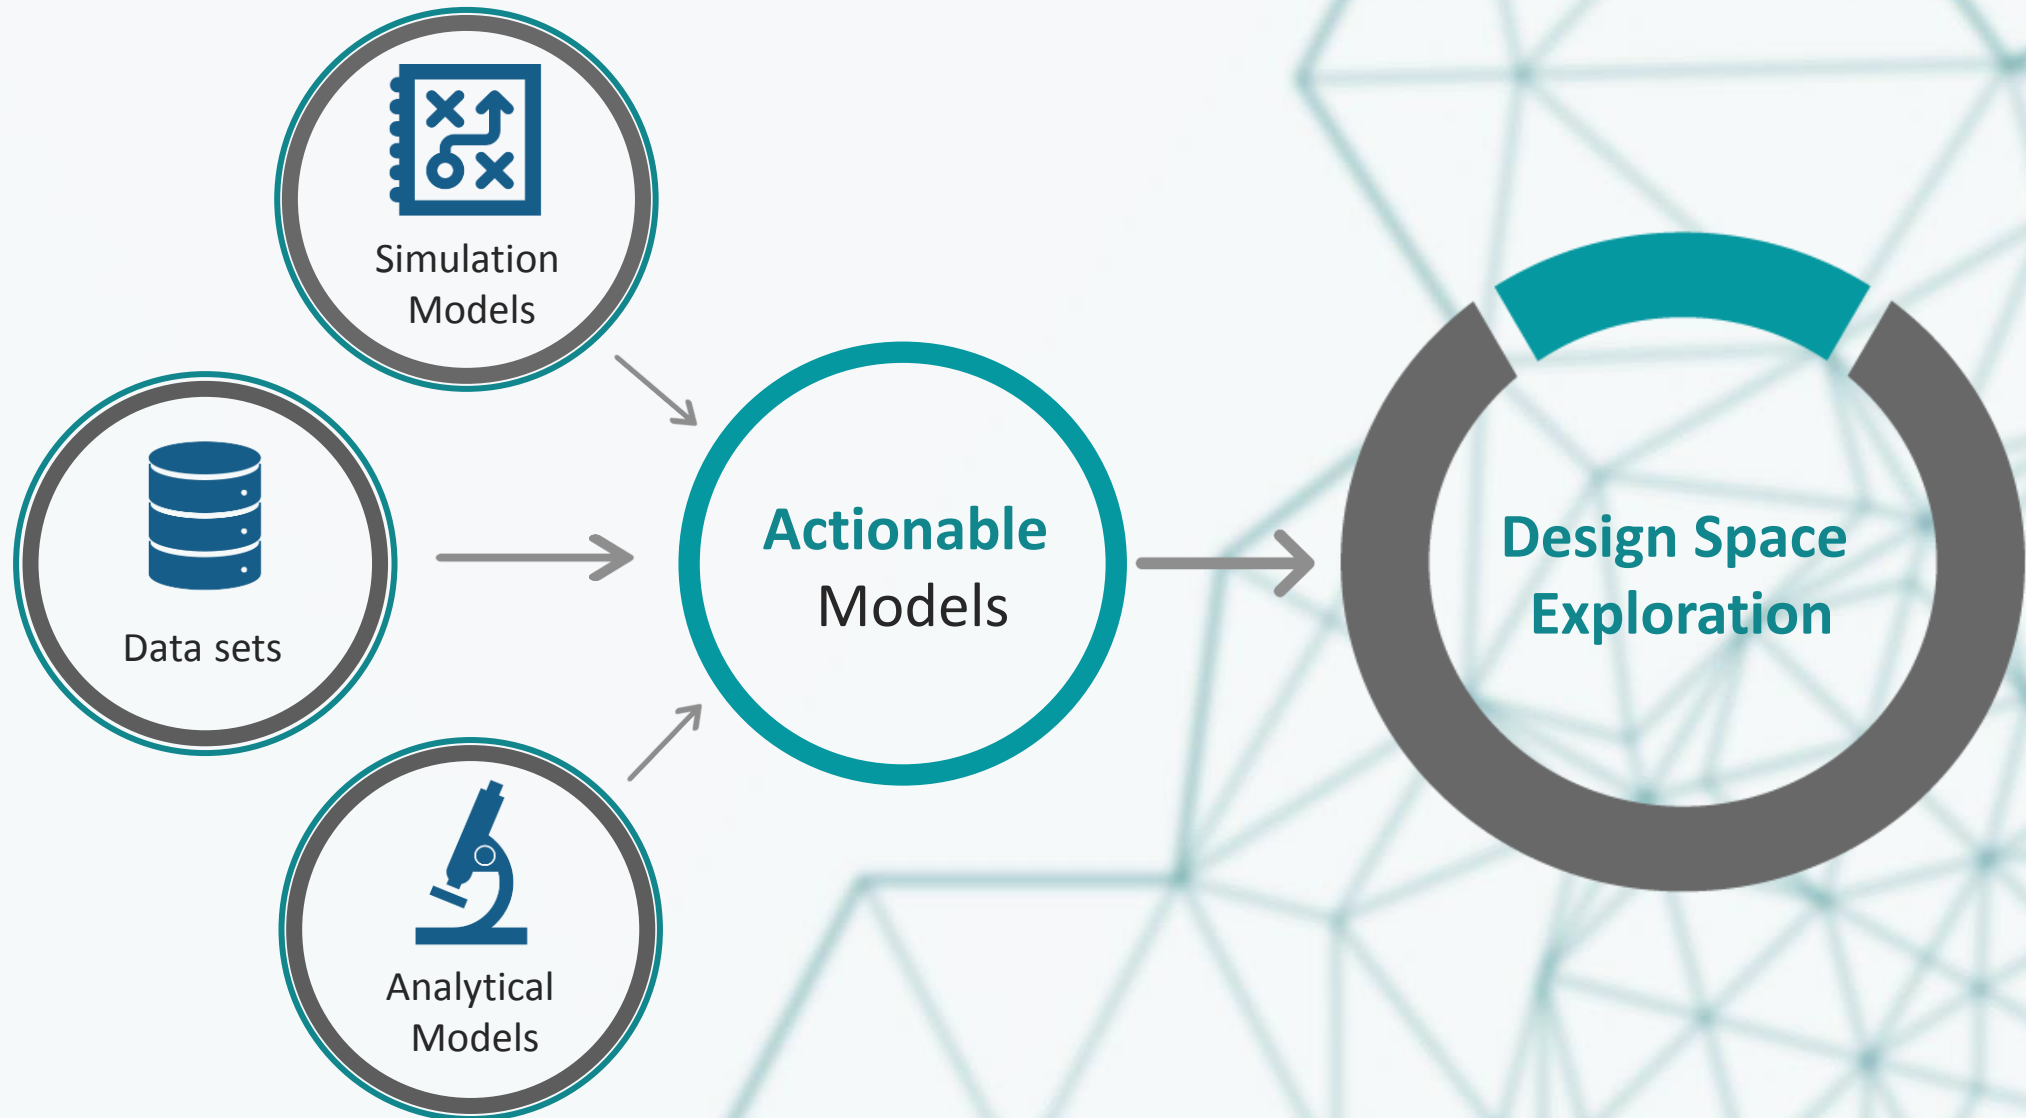 Simulation
Models
Data sets
Analytical
Models
Actionable
Models
Design Space
Exploration